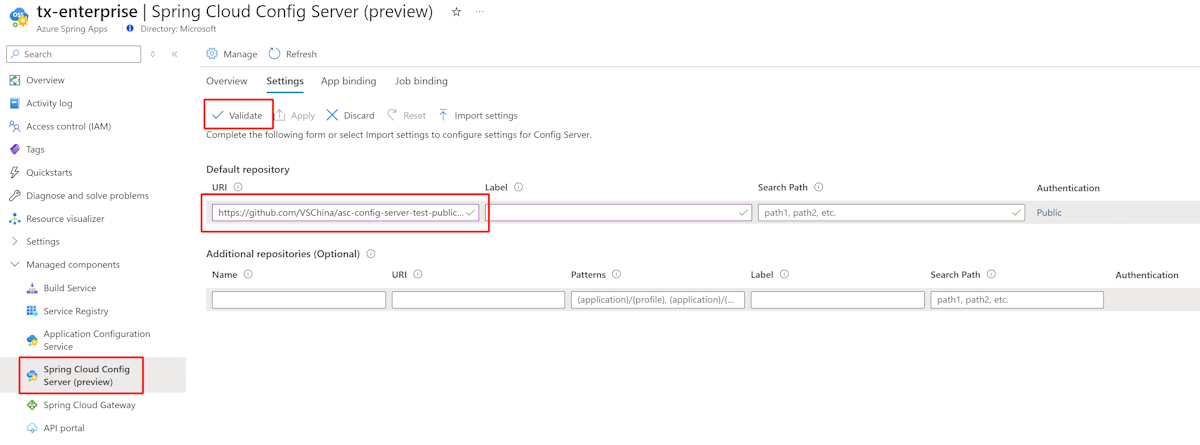 tx-enterprise | Spring Cloud Config Server (preview)
Azure Spring Apps
Directory: Microsoft
Search
Overview
Activity log
Access control (IAM)
Tags
Quickstarts
Diagnose and solve problems
Resource visualizer
Settings
Managed components
Build Service
Service Registry
Application Configuration
Service
Spring Cloud Config
Server (preview)
Spring Cloud Gateway
API portal
Manage
Refresh
Overview
Settings
App binding
Job binding
Validate
Apply
Discard
Reset
Import settings
Complete the following form or select Import settings to configure settings for Config Server.
Default repository
URI
Label
Search Path
Authentication
https://github.com/VSChina/asc-config-server-test-public...
path1, path2, etc.
Public
Additional repositories (Optional)
Name
URI
Patterns
Label
Search Path
Authentication
{application}/{profile}, {application}/{...
path1, path2, etc.